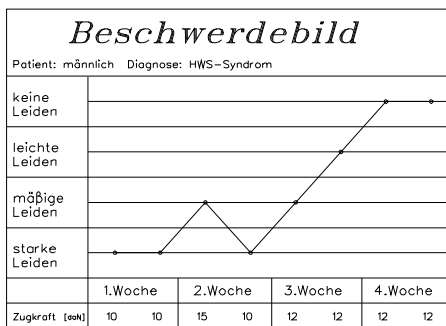 Beschwerdebild
Patient: männlich Diagnose: HWS-Syndrom
keine
Leiden
leichte
Leiden
mäßige
Leiden
starke
Leiden
1.Woche 2.Woche 3.Woche 4.Woche
Zugkraft [daN] 10 10 15 10 12 12 12 12